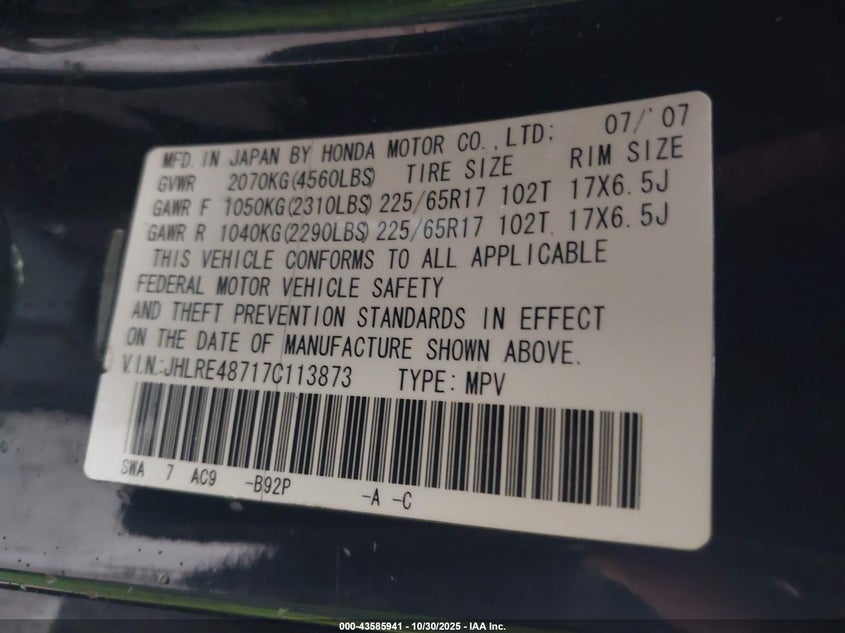 MFD. IN JAPAN BY HONDA MOTOR CO.,LTD; 07/'07
GVWR 2070KG(4560LBS) TIRE SIZE RIM SIZE
GAWR F 1050KG(2310LBS) 225/65R17 102T 17X6.5J
GAWR R 1040KG(2290LBS) 225/65R17 102T 17X6.5J
THIS VEHICLE CONFORMS TO ALL APPLICABLE
FEDERAL MOTOR VEHICLE SAFETY
AND THEFT PREVENTION STANDARDS IN EFFECT
ON THE DATE OF MANUFACTURE SHOWN ABOVE.
V.I.N.:JHLRE48717C113873 TYPE: MPV
SWA 7 AC9 -B92P -A -C
000-43585941 - 10/30/2025 - IAA Inc.